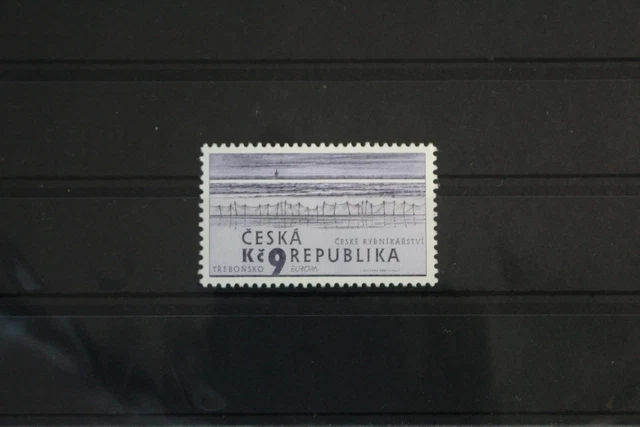 ČESKÁ
ČESKÉ RYBNÍKÁŘSTVÍ
Kč 9 REPUBLIKA
TŘEBOŇSKO
EUROPA